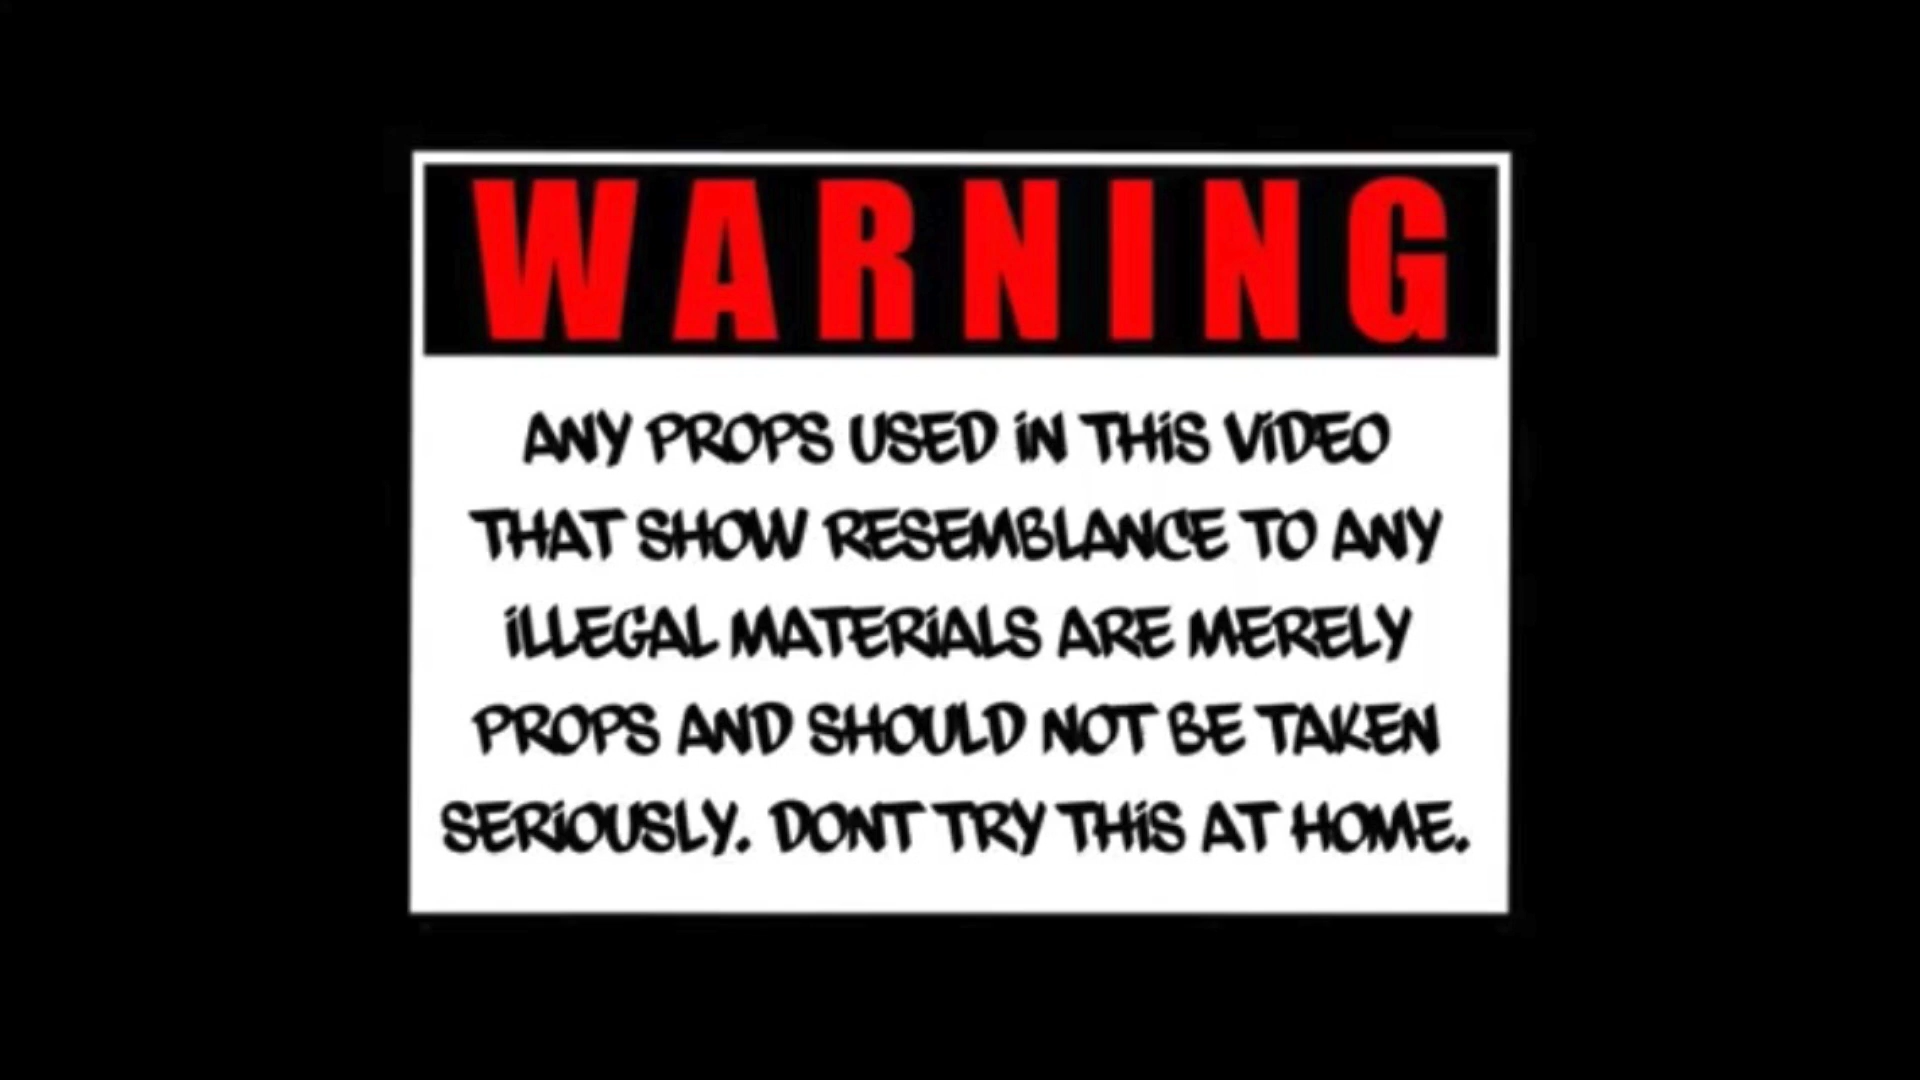 WARNING
ANY PROPS USED iN THiS ViDEO
THAT SHOW RESEMBLANCE TO ANY
iLLEGAL MATERiALS ARE MERELY
PROPS AND SHOULD NOT BE TAKEN
SERiOUSLY. DONT TRY THiS AT HOME.